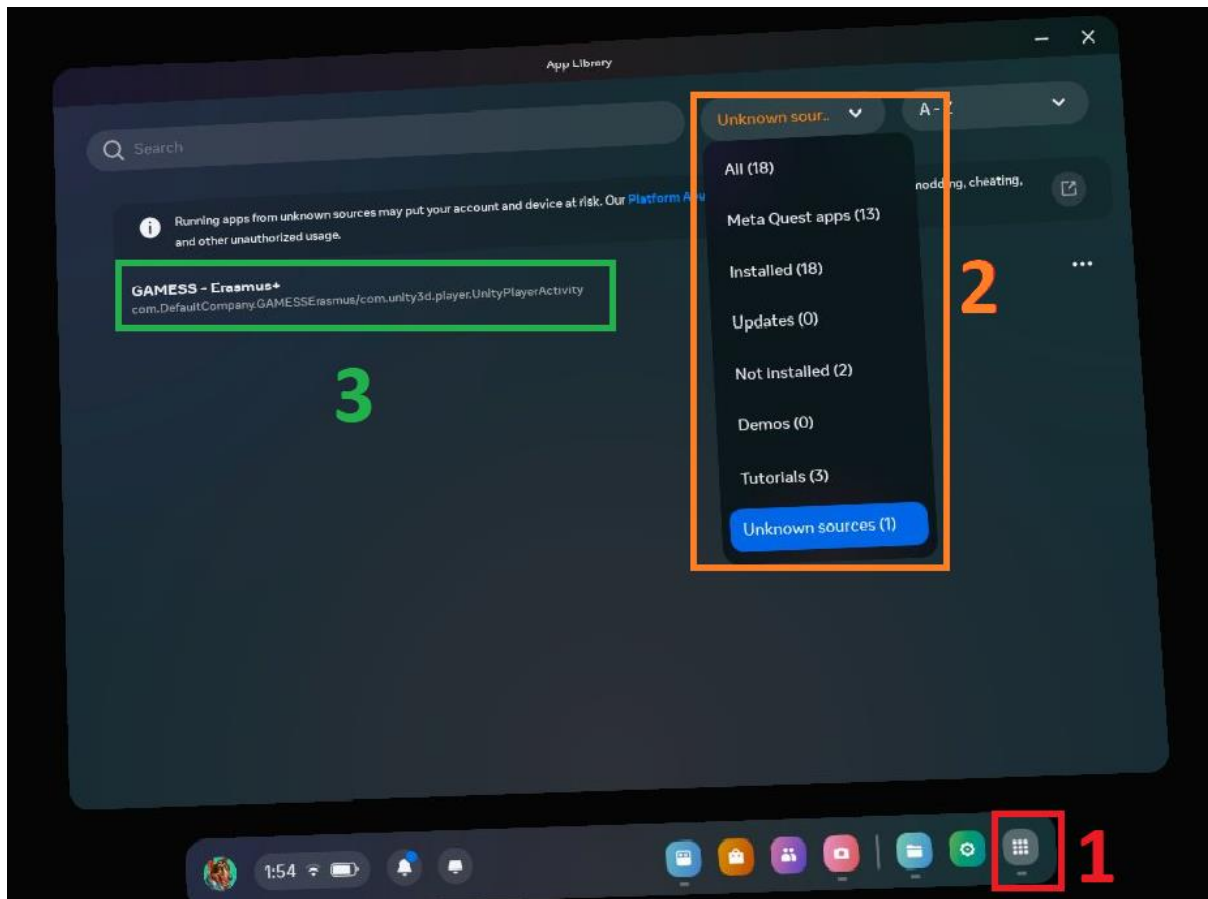 App Library
Search
Unknown sour..
A-Z
Running apps from unknown sources may put your account and device at risk. Our Platform
nodding, cheating,
and other unauthorized usage.
GAMESS - Erasmus+
com.DefaultCompany.GAMESSErasmus/com.unity3d.player.UnityPlayerActivity
All (18)
Meta Quest apps (13)
Installed (18)
Updates (0)
Not Installed (2)
Demos (0)
Tutorials (3)
Unknown sources (1)
2
3
1:54
1